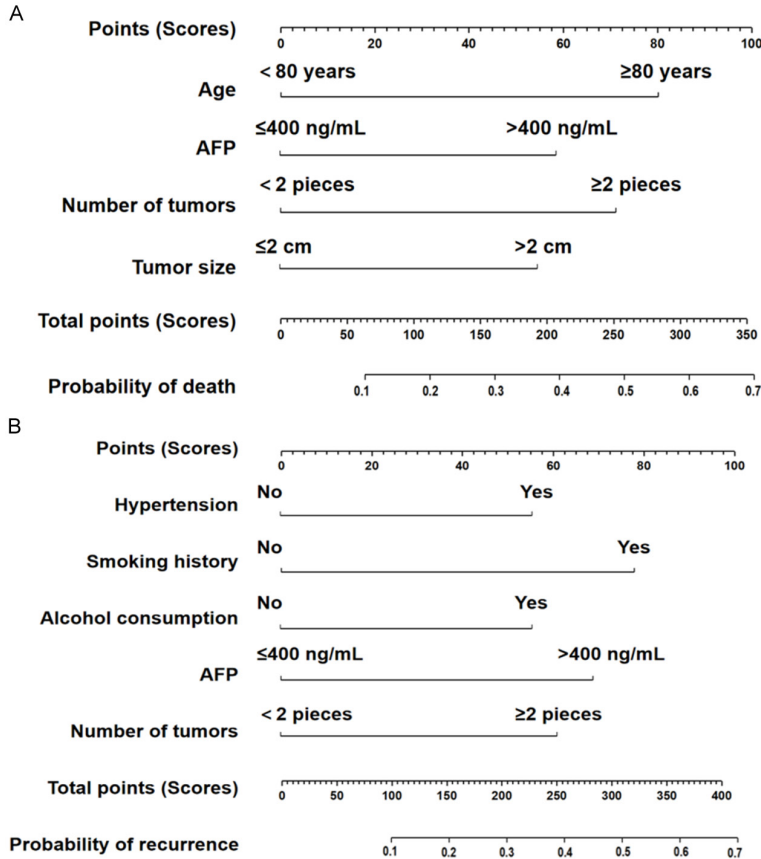 A
Points (Scores)
0 20 40 60 80 100
< 80 years ≥80 years
Age
≤400 ng/mL >400 ng/mL
AFP
< 2 pieces ≥2 pieces
Number of tumors
≤2 cm >2 cm
Tumor size
Total points (Scores)
0 50 100 150 200 250 300 350
Probability of death
0.1 0.2 0.3 0.4 0.5 0.6 0.7
B
Points (Scores)
0 20 40 60 80 100
No Yes
Hypertension
No Yes
Smoking history
No Yes
Alcohol consumption
≤400 ng/mL >400 ng/mL
AFP
< 2 pieces ≥2 pieces
Number of tumors
Total points (Scores)
0 50 100 150 200 250 300 350 400
Probability of recurrence
0.1 0.2 0.3 0.4 0.5 0.6 0.7